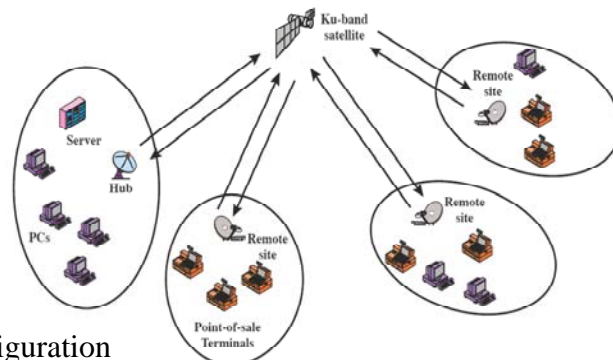 Ku-band
satellite
Remote
site
Server
Hub
PCs
Remote
site
Remote
site
Point-of-sale
Terminals
iguration